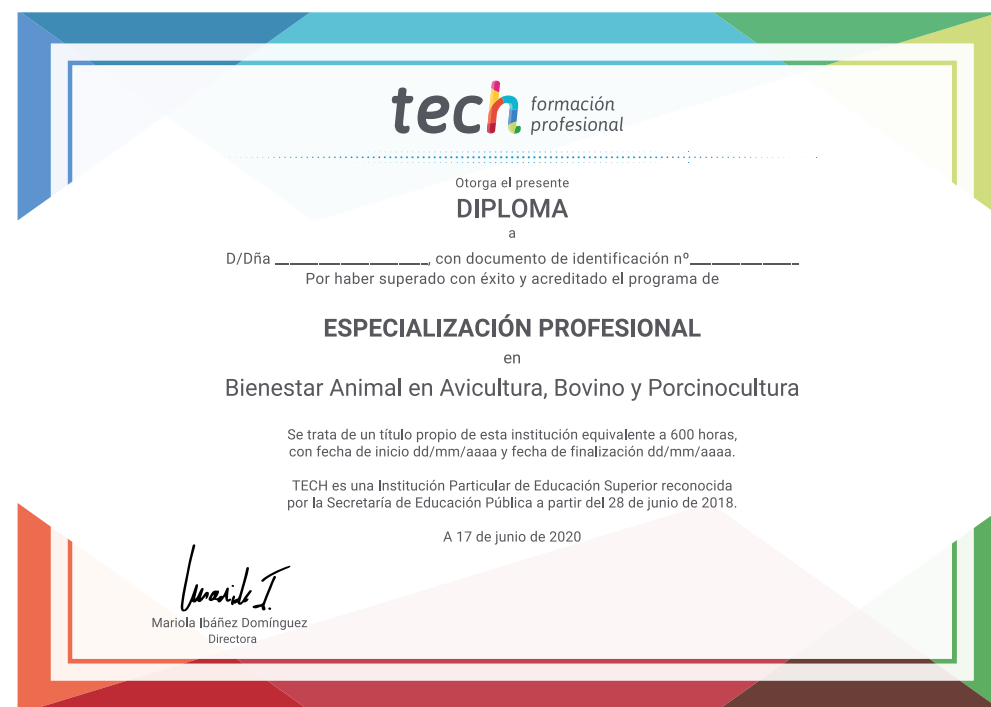 tech formación
profesional
Otorga el presente
DIPLOMA
a
D/Dña ____________________, con documento de identificación nº______________
Por haber superado con éxito y acreditado el programa de
ESPECIALIZACIÓN PROFESIONAL
en
Bienestar Animal en Avicultura, Bovino y Porcinocultura
Se trata de un título propio de esta institución equivalente a 600 horas,
con fecha de inicio dd/mm/aaaa y fecha de finalización dd/mm/aaaa.
TECH es una Institución Particular de Educación Superior reconocida
por la Secretaría de Educación Pública a partir del 28 de junio de 2018.
A 17 de junio de 2020
Mariola I.
Mariola Ibáñez Domínguez
Directora